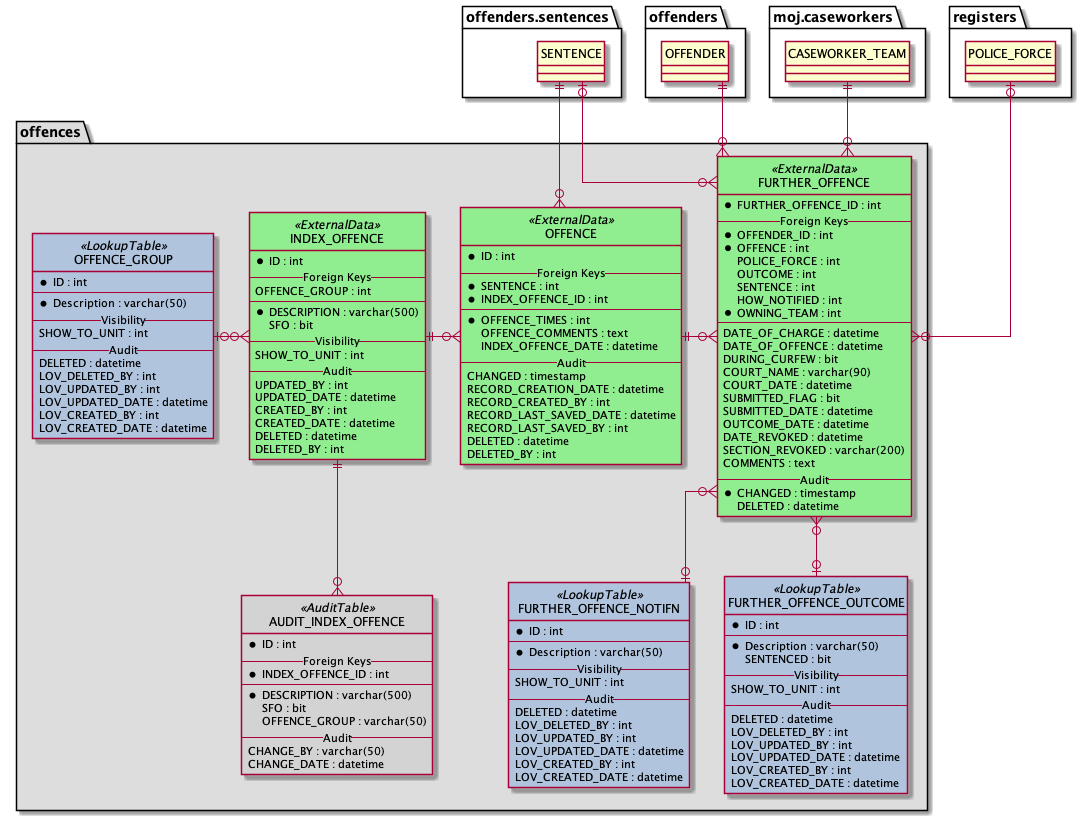 offenders.sentences
SENTENCE
offenders
OFFENDER
moj.caseworkers
CASEWORKER_TEAM
registers
POLICE_FORCE
offences
«LookupTable»
OFFENCE_GROUP
ID : int
Description : varchar(50)
Visibility
SHOW_TO_UNIT : int
Audit
DELETED : datetime
LOV_DELETED_BY : int
LOV_UPDATED_BY : int
LOV_UPDATED_DATE : datetime
LOV_CREATED_BY : int
LOV_CREATED_DATE : datetime
«ExternalData»
INDEX_OFFENCE
ID : int
Foreign Keys
OFFENCE_GROUP : int
DESCRIPTION : varchar(500)
SFO : bit
Visibility
SHOW_TO_UNIT : int
Audit
UPDATED_BY : int
UPDATED_DATE : datetime
CREATED_BY : int
CREATED_DATE : datetime
DELETED : datetime
DELETED_BY : int
«ExternalData»
OFFENCE
ID : int
Foreign Keys
SENTENCE : int
INDEX_OFFENCE_ID : int
OFFENCE_TIMES : int
OFFENCE_COMMENTS : text
INDEX_OFFENCE_DATE : datetime
Audit
CHANGED : timestamp
RECORD_CREATION_DATE : datetime
RECORD_CREATED_BY : int
RECORD_LAST_SAVED_DATE : datetime
RECORD_LAST_SAVED_BY : int
DELETED : datetime
DELETED_BY : int
«ExternalData»
FURTHER_OFFENCE
FURTHER_OFFENCE_ID : int
Foreign Keys
OFFENDER_ID : int
OFFENCE : int
POLICE_FORCE : int
OUTCOME : int
SENTENCE : int
HOW_NOTIFIED : int
OWNING_TEAM : int
DATE_OF_CHARGE : datetime
DATE_OF_OFFENCE : datetime
DURING_CURFEW : bit
COURT_NAME : varchar(90)
COURT_DATE : datetime
SUBMITTED_FLAG : bit
SUBMITTED_DATE : datetime
OUTCOME_DATE : datetime
DATE_REVOKED : datetime
SECTION_REVOKED : varchar(200)
COMMENTS : text
Audit
CHANGED : timestamp
DELETED : datetime
«AuditTable»
AUDIT_INDEX_OFFENCE
ID : int
Foreign Keys
INDEX_OFFENCE_ID : int
DESCRIPTION : varchar(500)
SFO : bit
OFFENCE_GROUP : varchar(50)
Audit
CHANGE_BY : varchar(50)
CHANGE_DATE : datetime
«LookupTable»
FURTHER_OFFENCE_NOTIFN
ID : int
Description : varchar(50)
Visibility
SHOW_TO_UNIT : int
Audit
DELETED : datetime
LOV_DELETED_BY : int
LOV_UPDATED_BY : int
LOV_UPDATED_DATE : datetime
LOV_CREATED_BY : int
LOV_CREATED_DATE : datetime
«LookupTable»
FURTHER_OFFENCE_OUTCOME
ID : int
Description : varchar(50)
SENTENCED : bit
Visibility
SHOW_TO_UNIT : int
Audit
DELETED : datetime
LOV_DELETED_BY : int
LOV_UPDATED_BY : int
LOV_UPDATED_DATE : datetime
LOV_CREATED_BY : int
LOV_CREATED_DATE : datetime